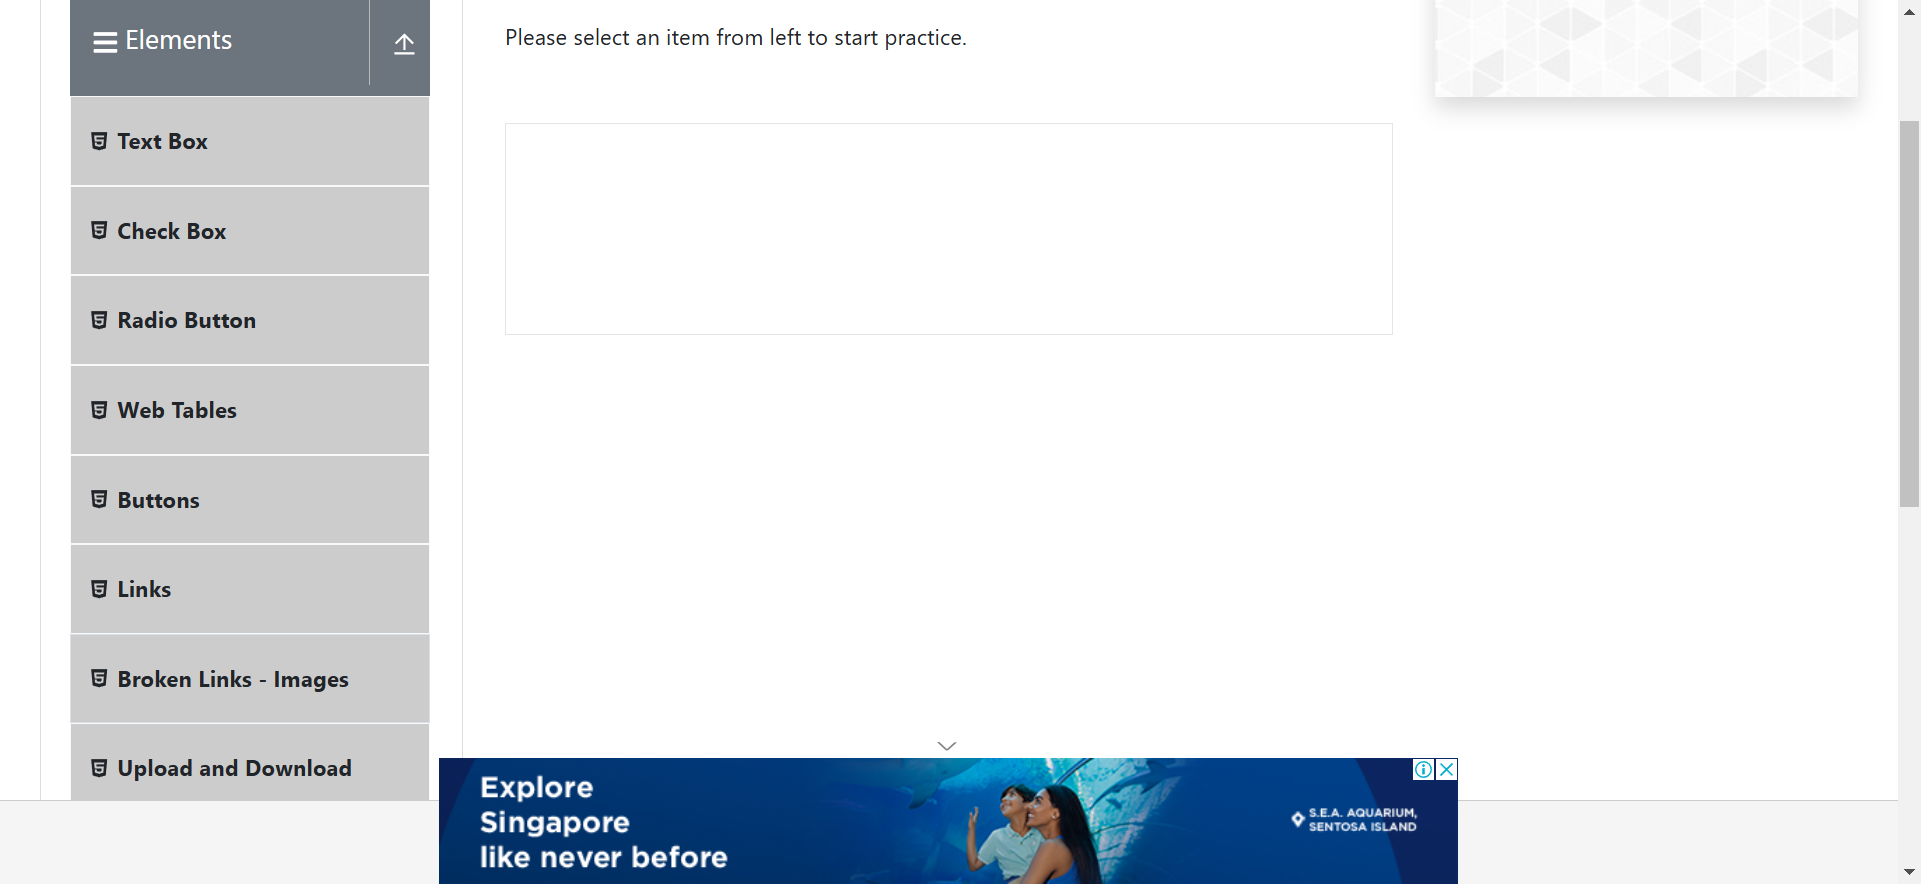 Elements
Please select an item from left to start practice.
Text Box
Check Box
Radio Button
Web Tables
Buttons
Links
Broken Links - Images
Upload and Download
Explore
Singapore
like never before
S.E.A. AQUARIUM,
SENTOSA ISLAND